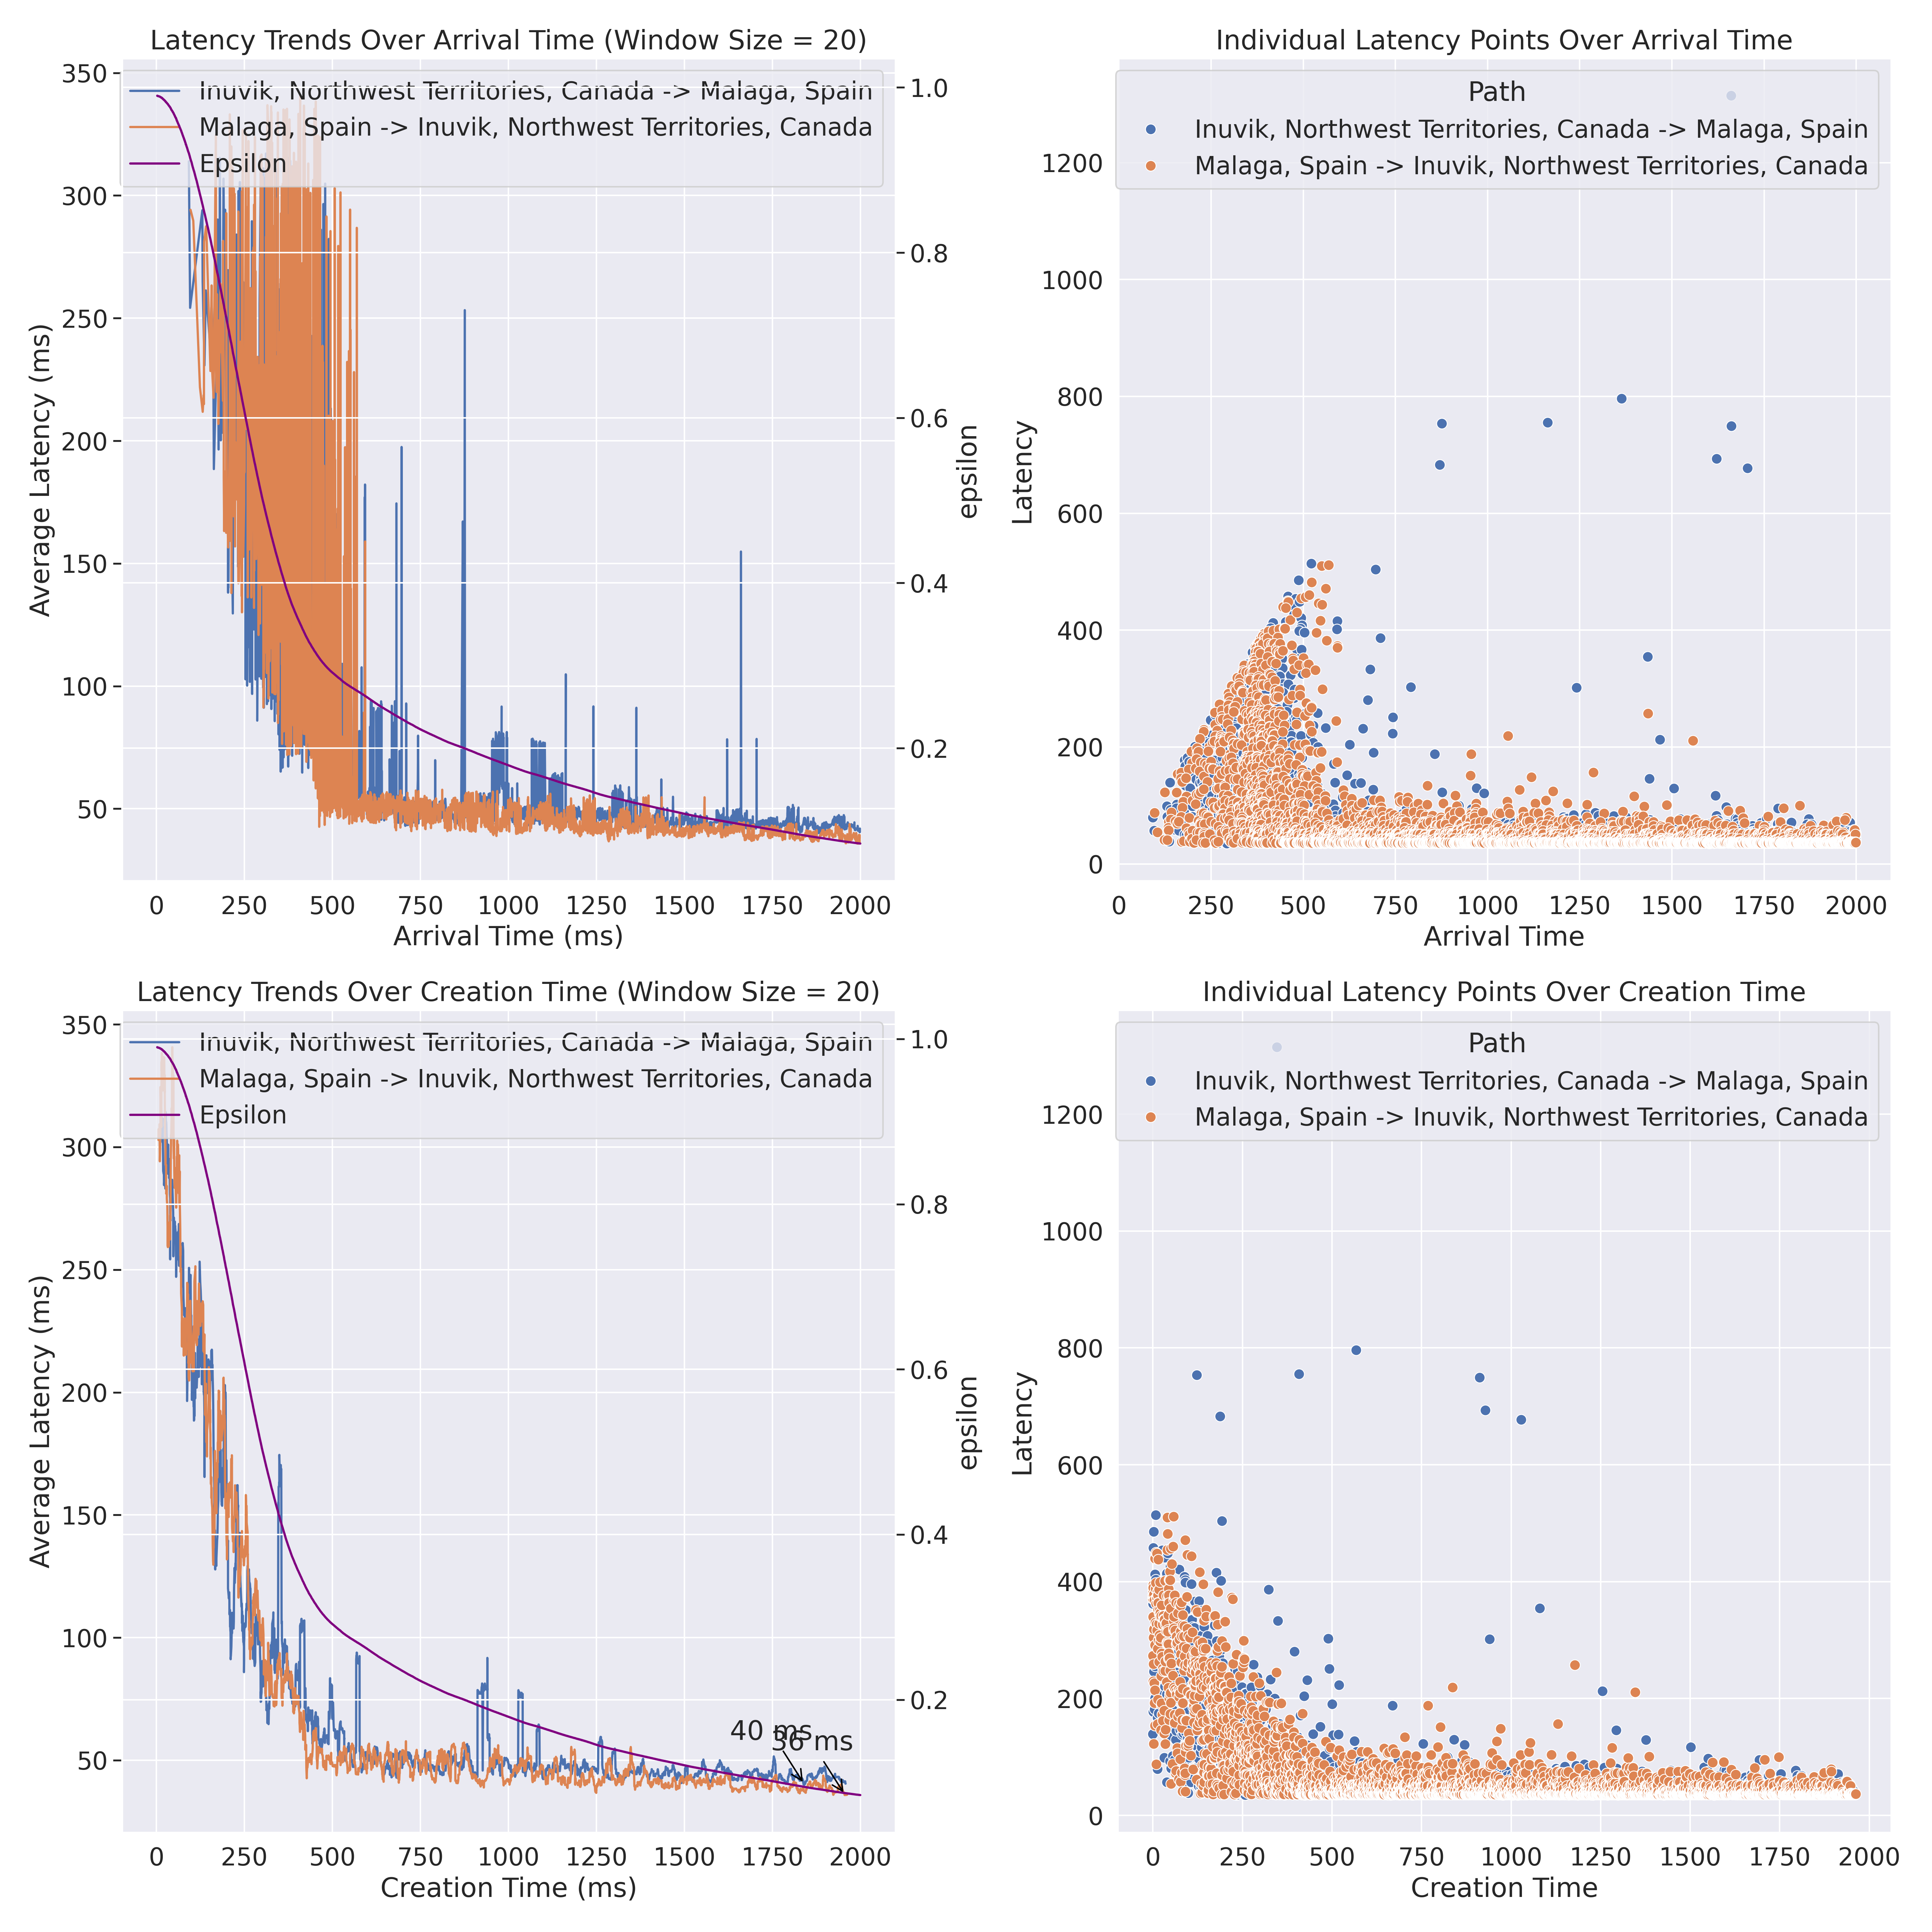 Latency Trends Over Arrival Time (Window Size = 20)
Inuvik, Northwest Territories, Canada -> Malaga, Spain
Malaga, Spain -> Inuvik, Northwest Territories, Canada
Epsilon
350
300
250
200
150
100
50
Average Latency (ms)
1.0
0.8
0.6
0.4
0.2
epsilon
0 250 500 750 1000 1250 1500 1750 2000
Arrival Time (ms)
Individual Latency Points Over Arrival Time
Path
Inuvik, Northwest Territories, Canada -> Malaga, Spain
Malaga, Spain -> Inuvik, Northwest Territories, Canada
1200
1000
800
600
400
200
0
Latency
0 250 500 750 1000 1250 1500 1750 2000
Arrival Time
Latency Trends Over Creation Time (Window Size = 20)
Inuvik, Northwest Territories, Canada -> Malaga, Spain
Malaga, Spain -> Inuvik, Northwest Territories, Canada
Epsilon
350
300
250
200
150
100
50
Average Latency (ms)
1.0
0.8
0.6
0.4
0.2
epsilon
40 ms
36 ms
0 250 500 750 1000 1250 1500 1750 2000
Creation Time (ms)
Individual Latency Points Over Creation Time
Path
Inuvik, Northwest Territories, Canada -> Malaga, Spain
Malaga, Spain -> Inuvik, Northwest Territories, Canada
1200
1000
800
600
400
200
0
Latency
0 250 500 750 1000 1250 1500 1750 2000
Creation Time